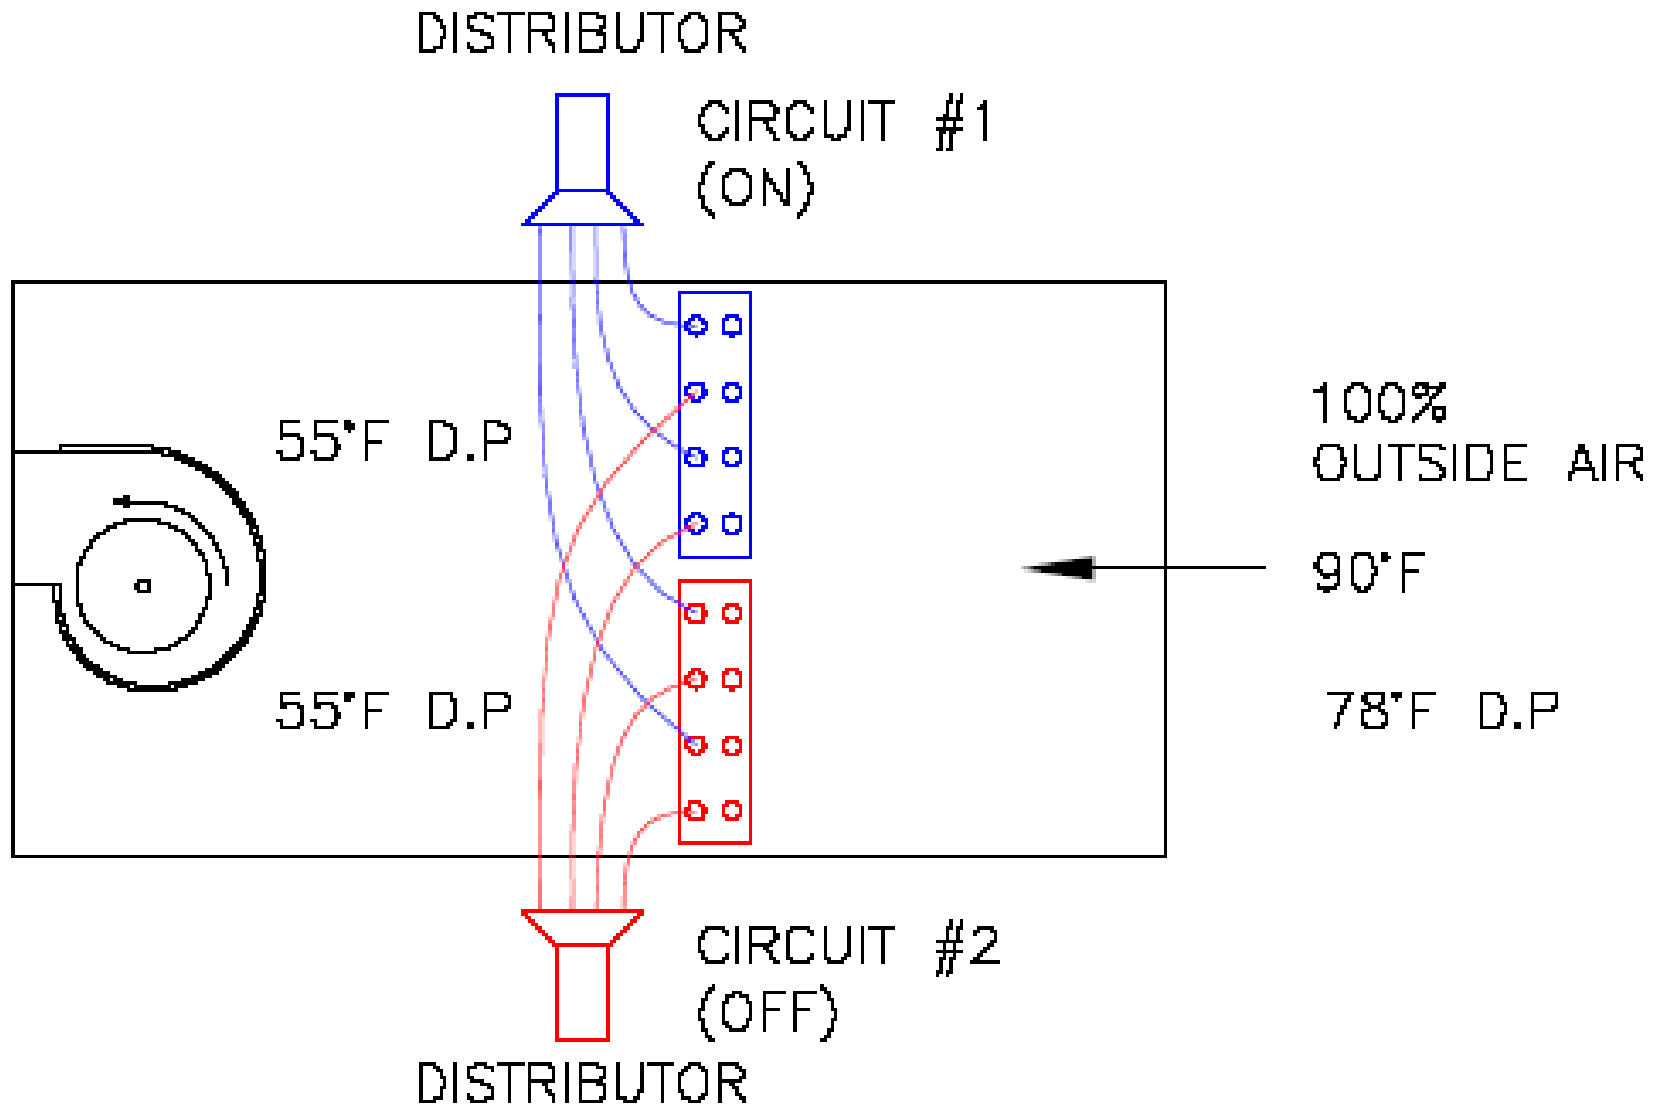 DISTRIBUTOR
CIRCUIT #1
(ON)
100%
OUTSIDE AIR
55°F D.P
90°F
55°F D.P
78°F D.P
CIRCUIT #2
(OFF)
DISTRIBUTOR